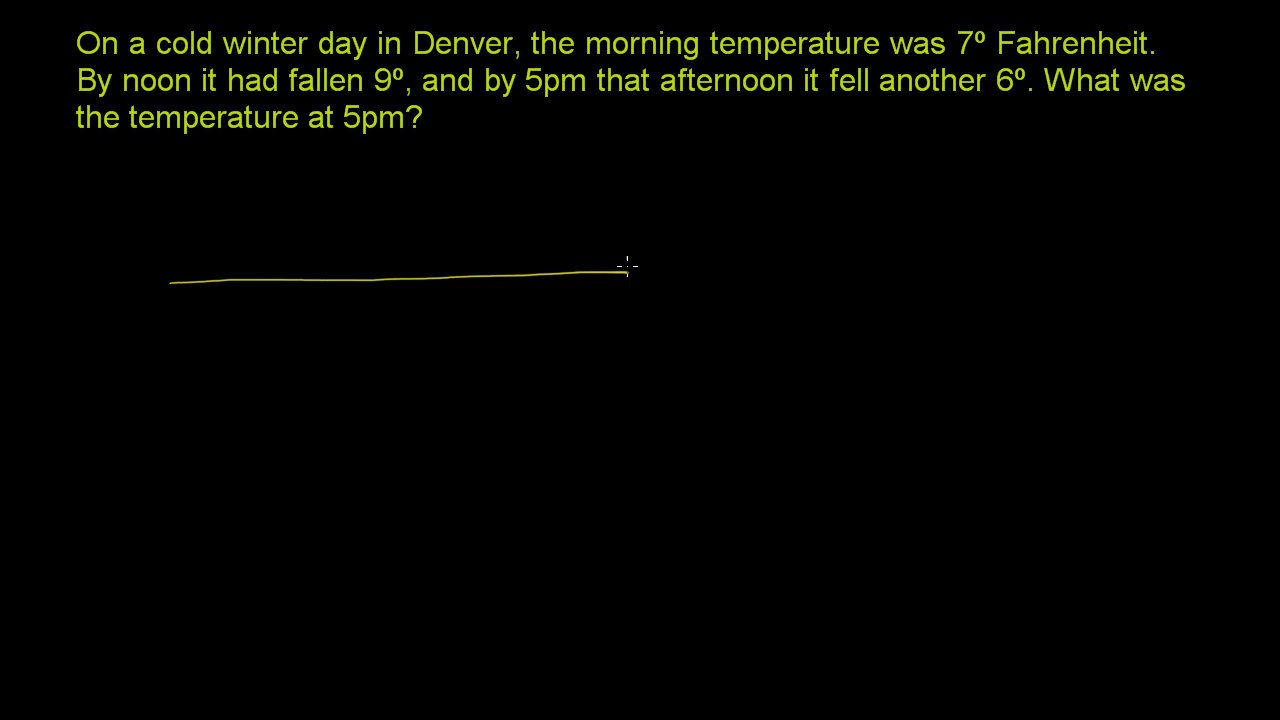 On a cold winter day in Denver, the morning temperature was 7º Fahrenheit.
By noon it had fallen 9º, and by 5pm that afternoon it fell another 6º. What was
the temperature at 5pm?